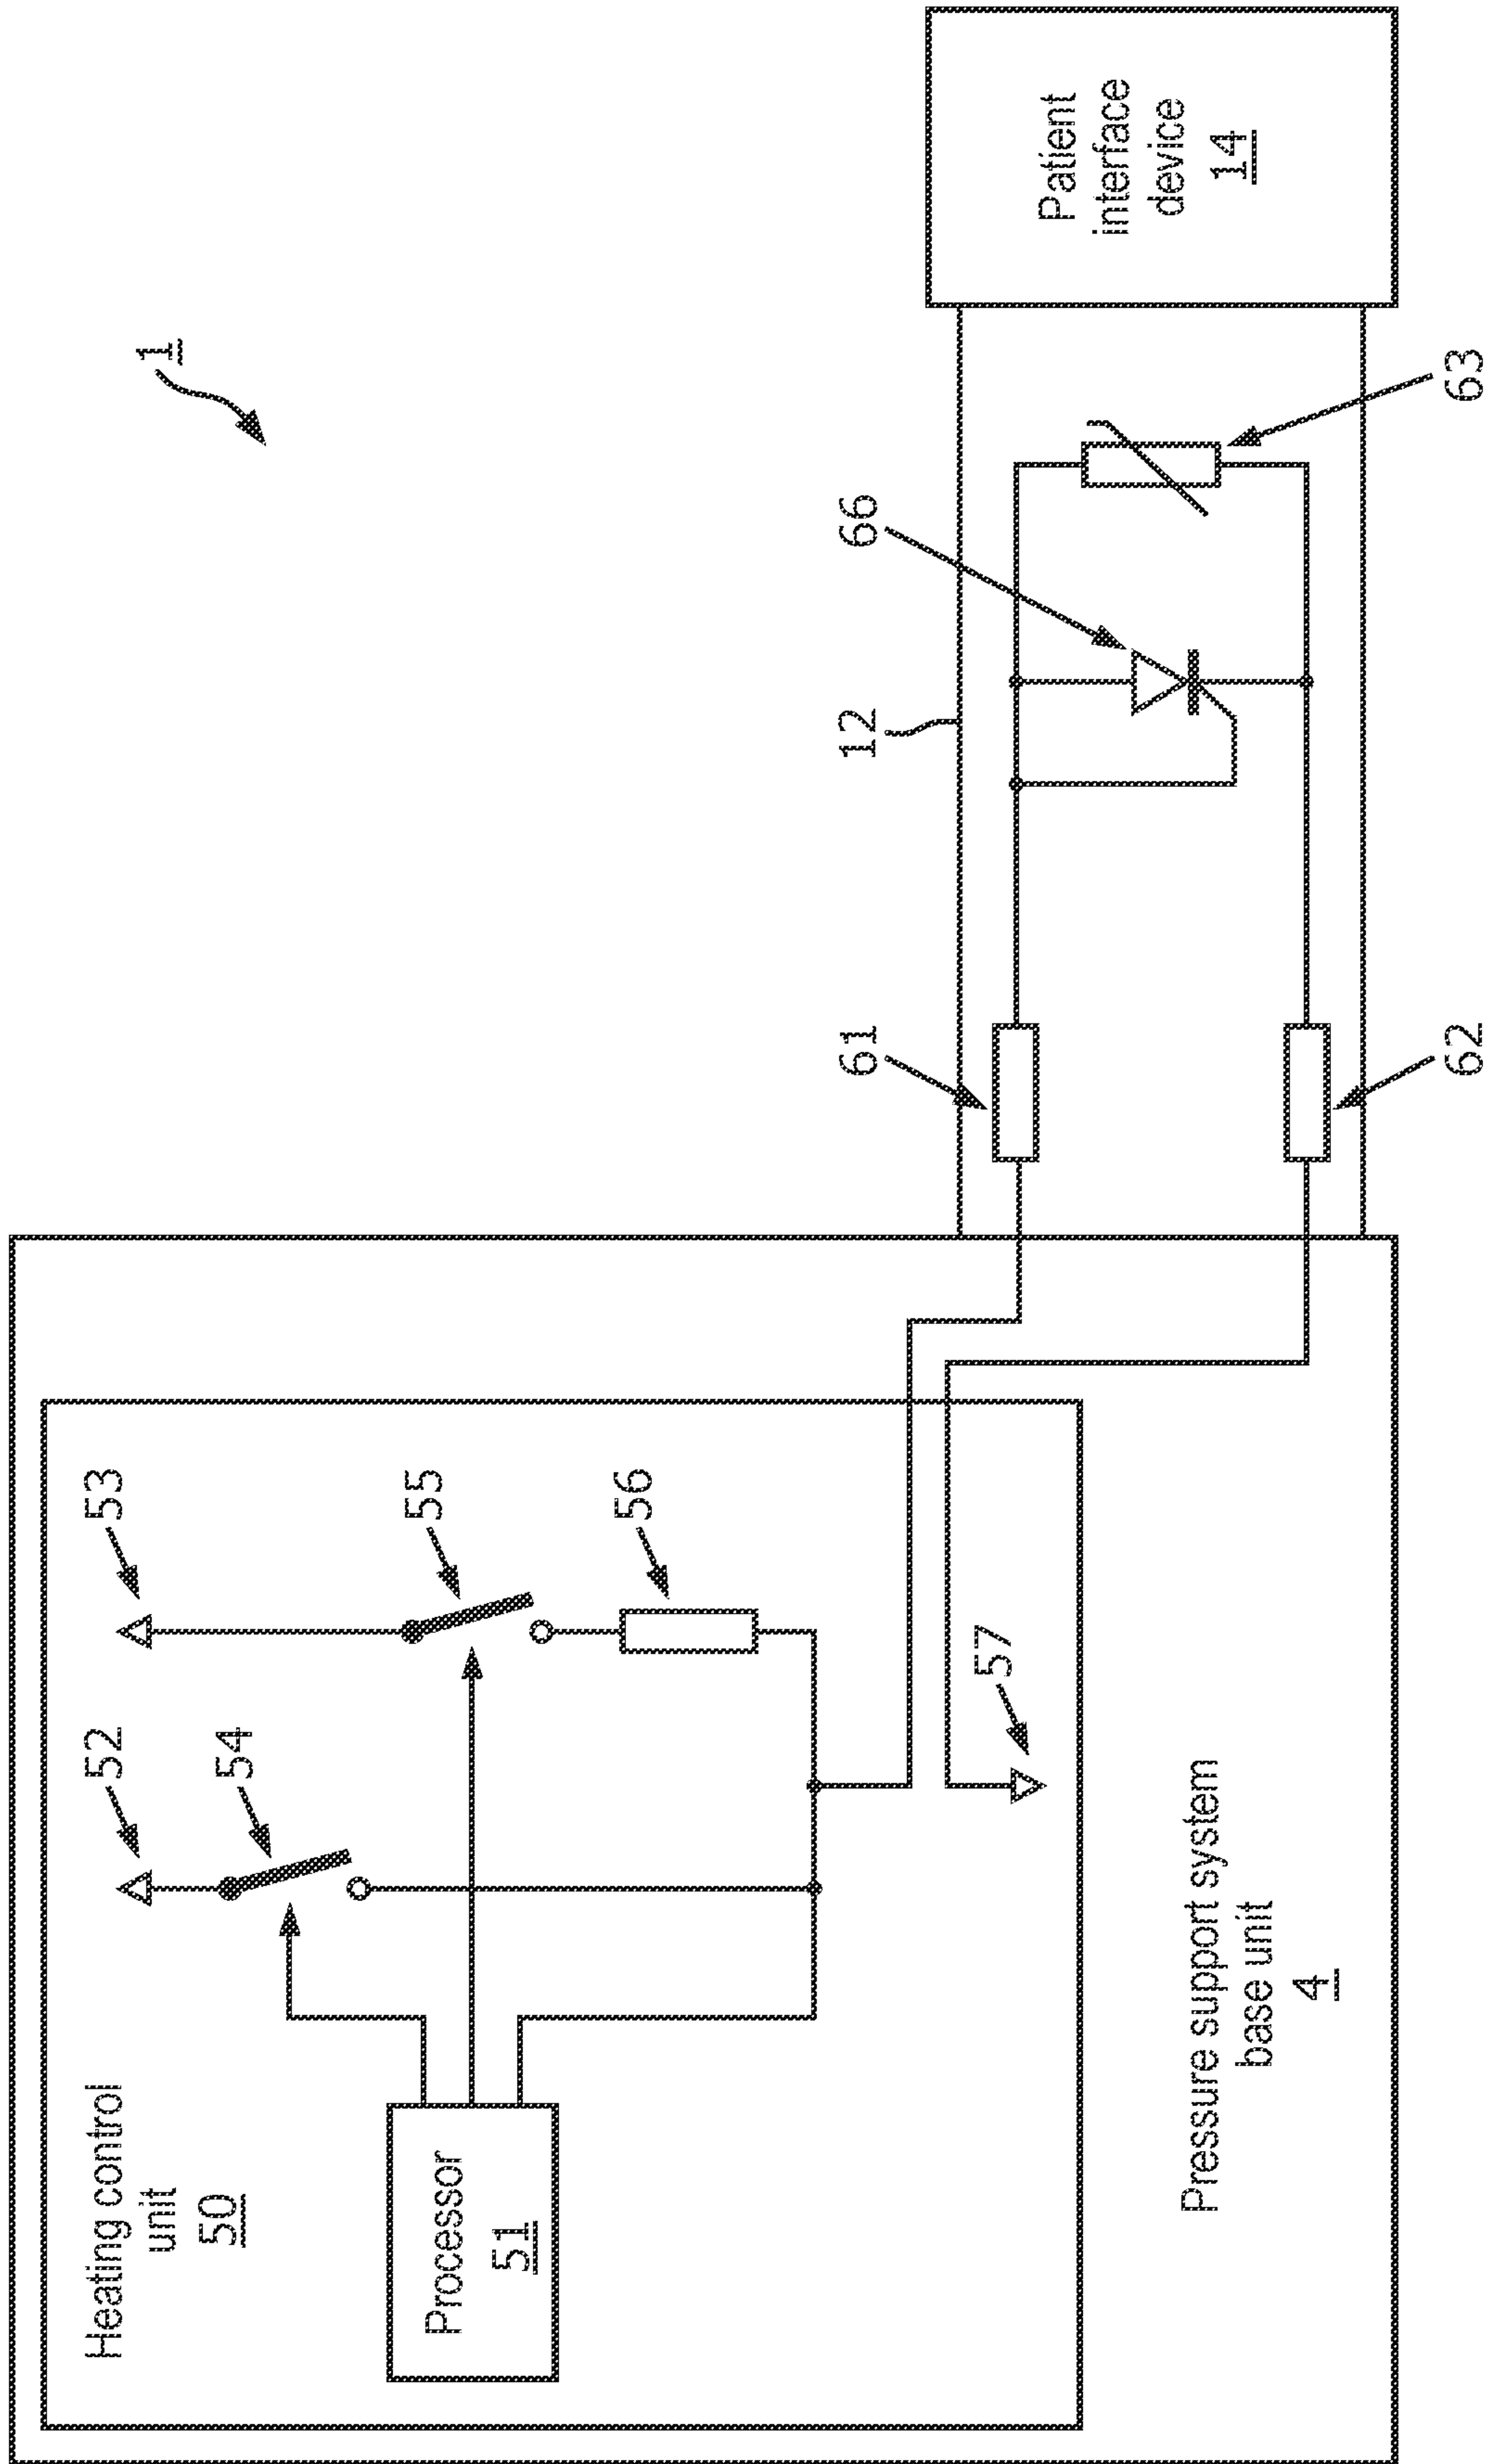 1
Heating control
unit
50
Processor
51
52
54
53
55
56
57
Pressure support system
base unit
4
61
62
12
66
63
Patient
interface
device
14